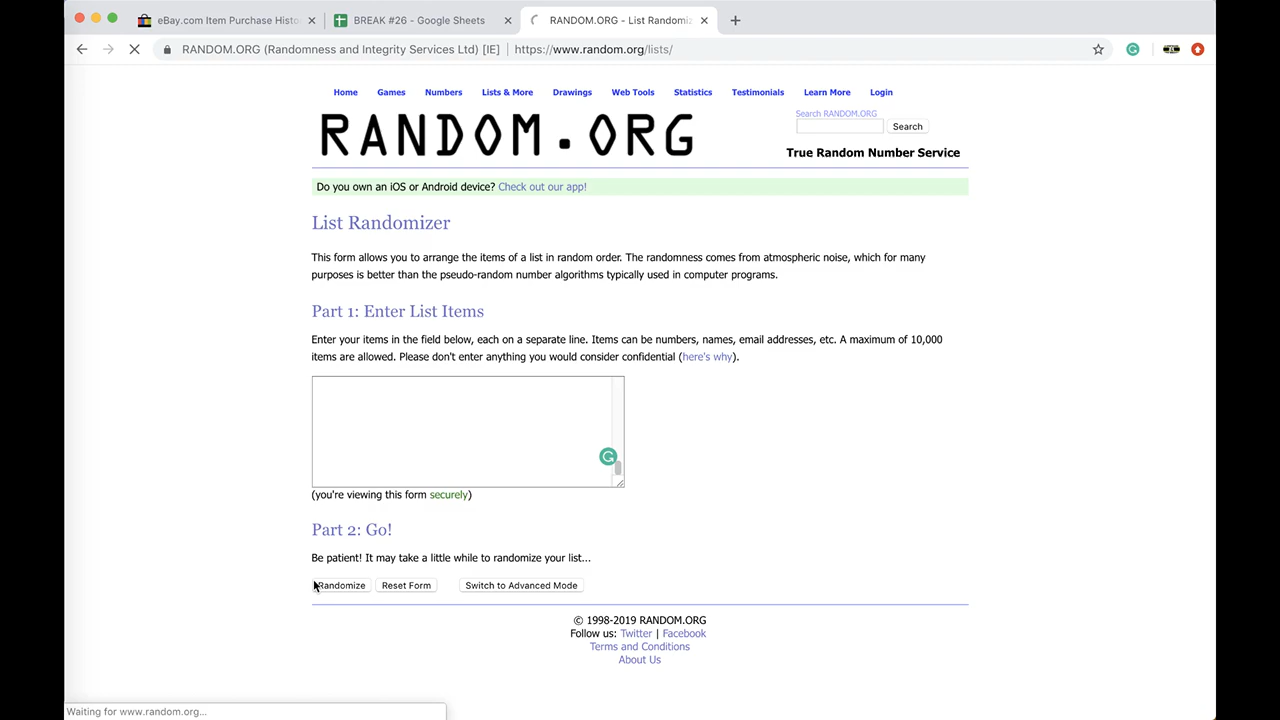 eBay.com Item Purchase Histo
BREAK #26 - Google Sheets
RANDOM.ORG - List Randomiz
RANDOM.ORG (Randomness and Integrity Services Ltd) [IE] | https://www.random.org/lists/
Home Games Numbers Lists & More Drawings Web Tools Statistics Testimonials Learn More Login
RANDOM.ORG
Search RANDOM.ORG
Search
True Random Number Service
Do you own an iOS or Android device? Check out our app!
List Randomizer
This form allows you to arrange the items of a list in random order. The randomness comes from atmospheric noise, which for many
purposes is better than the pseudo-random number algorithms typically used in computer programs.
Part 1: Enter List Items
Enter your items in the field below, each on a separate line. Items can be numbers, names, email addresses, etc. A maximum of 10,000
items are allowed. Please don't enter anything you would consider confidential (here's why).
(you're viewing this form securely)
Part 2: Go!
Be patient! It may take a little while to randomize your list...
Randomize Reset Form Switch to Advanced Mode
© 1998-2019 RANDOM.ORG
Follow us: Twitter | Facebook
Terms and Conditions
About Us
Waiting for www.random.org...